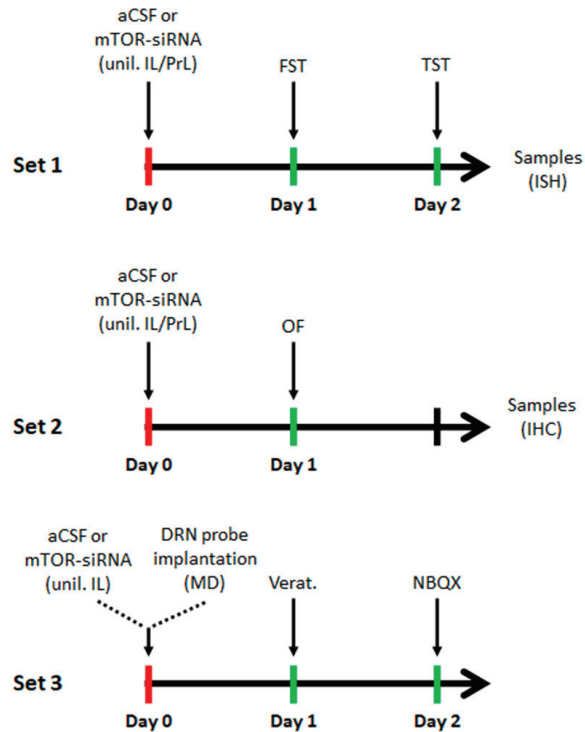 aCSF or
mTOR-siRNA
(unil. IL/PrL)
FST
TST
Set 1
Samples
(ISH)
Day 0
Day 1
Day 2
aCSF or
mTOR-siRNA
(unil. IL/PrL)
OF
Set 2
Samples
(IHC)
Day 0
Day 1
aCSF or
mTOR-siRNA
(unil. IL)
DRN probe
implantation
(MD)
Verat.
NBQX
Set 3
Day 0
Day 1
Day 2